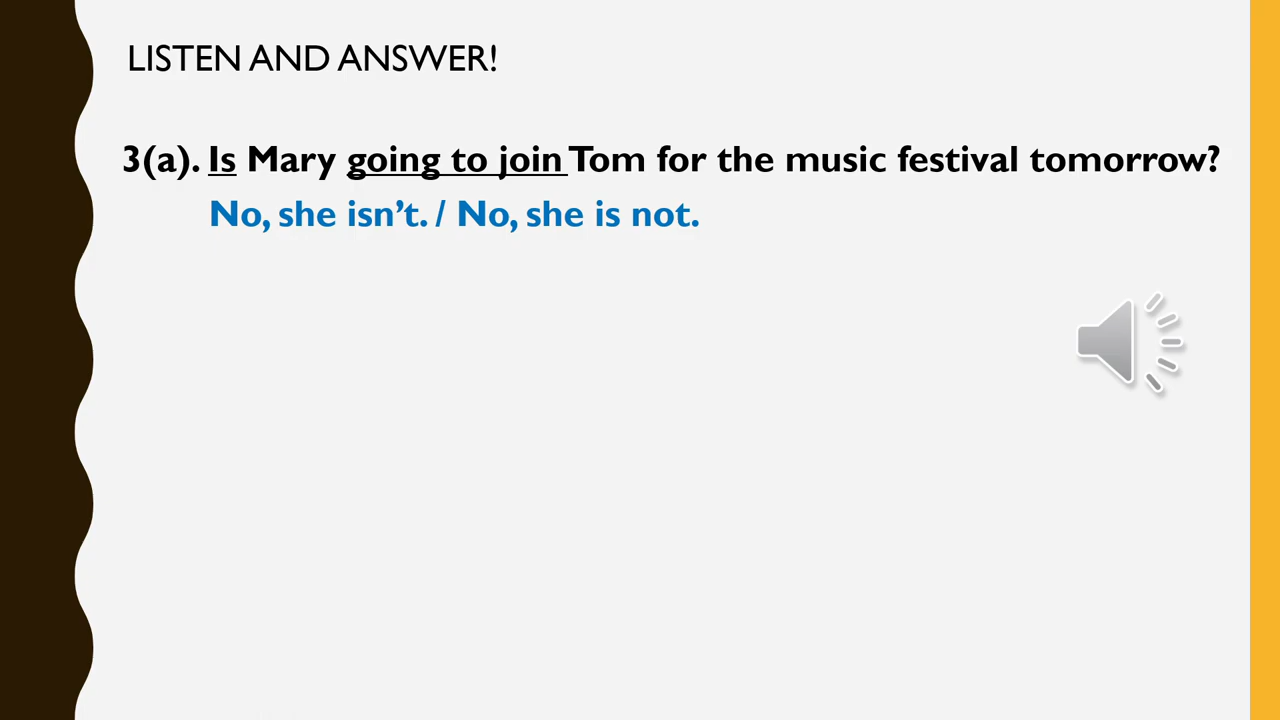 LISTEN AND ANSWER!
3(a). Is Mary going to join Tom for the music festival tomorrow?
No, she isn’t. / No, she is not.